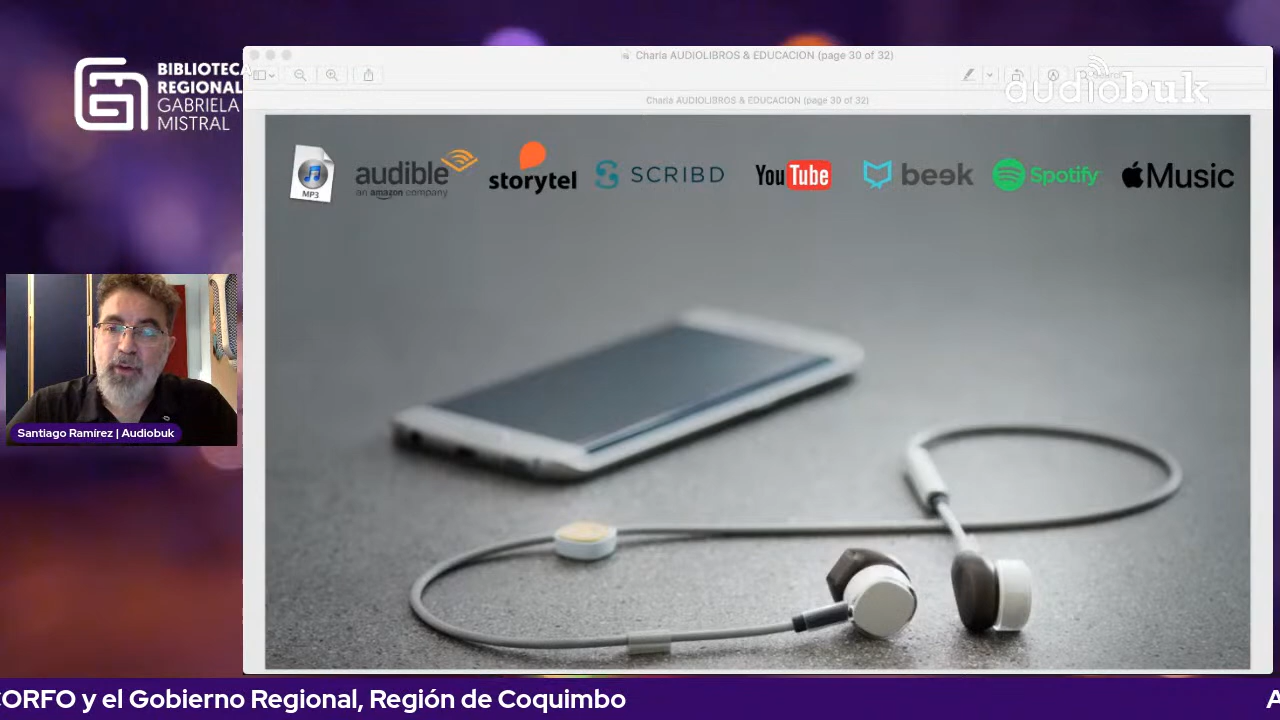 BIBLIOTECA
REGIONAL
GABRIELA
MISTRAL
Charla AUDIOLIBROS & EDUCACION (page 30 of 32)
Charla AUDIOLIBROS & EDUCACION (page 30 of 32)
audiobuk
MP3
audible
an amazon company
storytel
SCRIBD
YouTube
beek
Spotify
Music
Santiago Ramírez | Audiobuk
CORFO y el Gobierno Regional, Región de Coquimbo
A